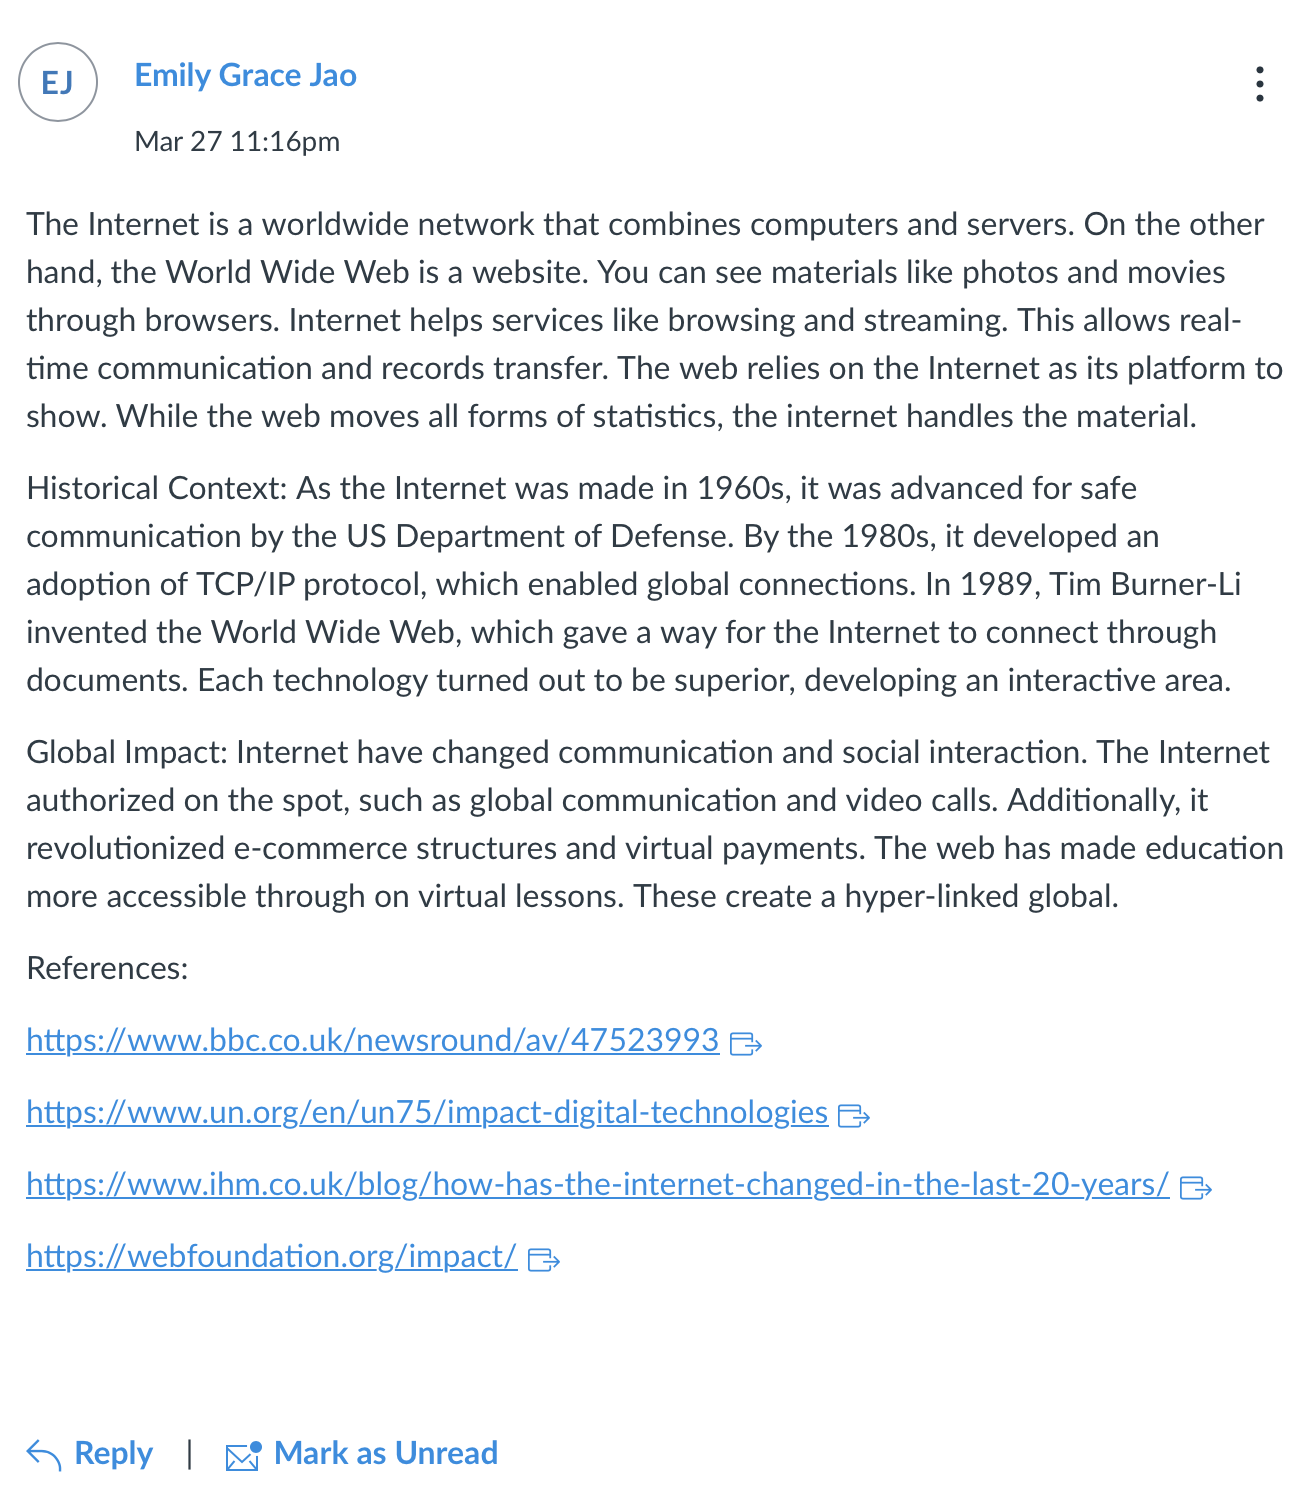 EJ
Emily Grace Jao
Mar 27 11:16pm
The Internet is a worldwide network that combines computers and servers. On the other
hand, the World Wide Web is a website. You can see materials like photos and movies
through browsers. Internet helps services like browsing and streaming. This allows real-
time communication and records transfer. The web relies on the Internet as its platform to
show. While the web moves all forms of statistics, the internet handles the material.
Historical Context: As the Internet was made in 1960s, it was advanced for safe
communication by the US Department of Defense. By the 1980s, it developed an
adoption of TCP/IP protocol, which enabled global connections. In 1989, Tim Burner-Li
invented the World Wide Web, which gave a way for the Internet to connect through
documents. Each technology turned out to be superior, developing an interactive area.
Global Impact: Internet have changed communication and social interaction. The Internet
authorized on the spot, such as global communication and video calls. Additionally, it
revolutionized e-commerce structures and virtual payments. The web has made education
more accessible through on virtual lessons. These create a hyper-linked global.
References:
https://www.bbc.co.uk/newsround/av/47523993
https://www.un.org/en/un75/impact-digital-technologies
https://www.ihm.co.uk/blog/how-has-the-internet-changed-in-the-last-20-years/
https://webfoundation.org/impact/
Reply | Mark as Unread